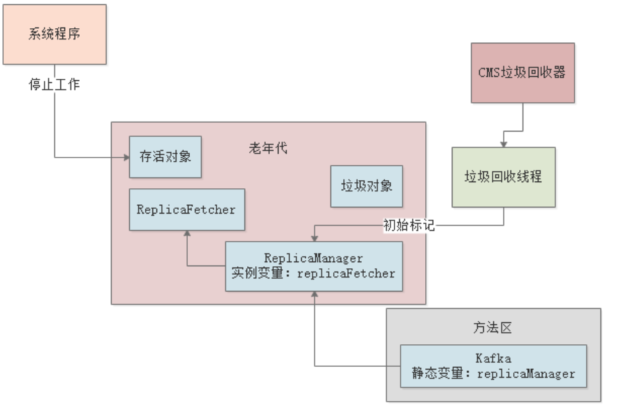 系统程序
停止工作
CMS垃圾回收器
老年代
存活对象
垃圾对象
垃圾回收线程
ReplicaFetcher
初始标记
ReplicaManager
实例变量：replicaFetcher
方法区
Kafka
静态变量：replicaManager